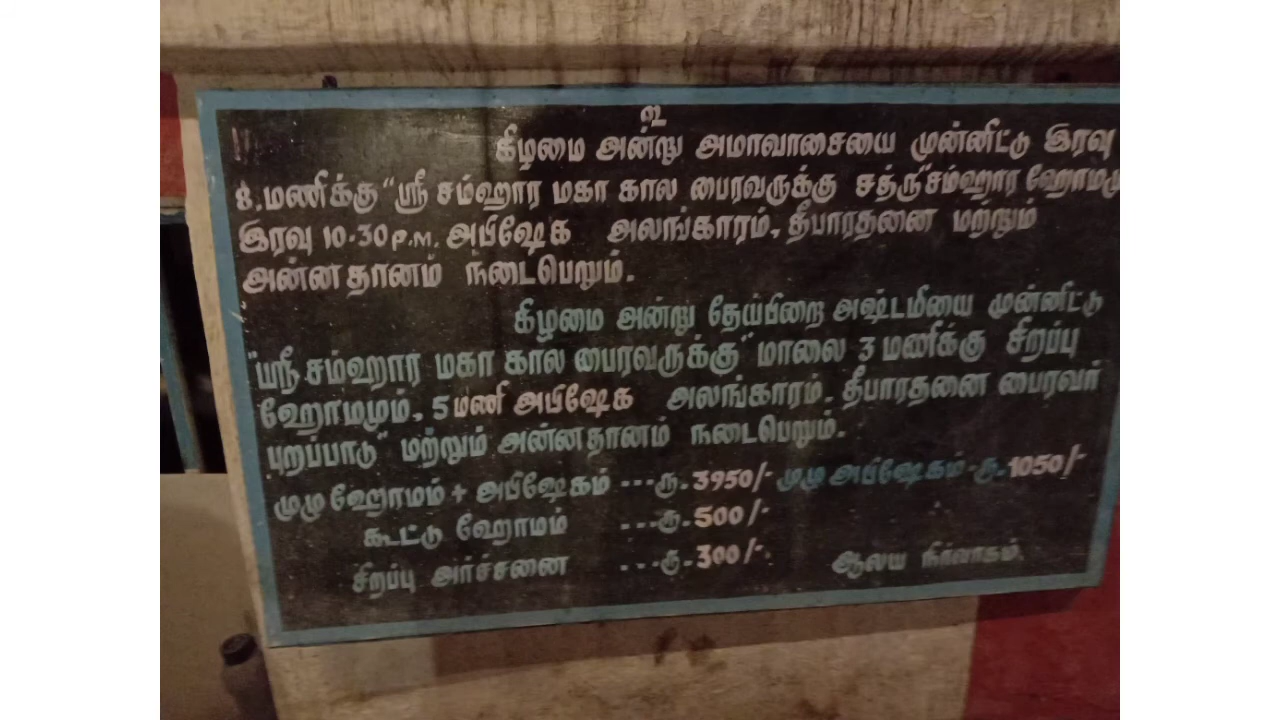 உ
கிழமை அன்று அமாவாசையை முன்னிட்டு இரவு
8. மணிக்கு "ஸ்ரீ சம்ஹார மகா கால பைரவருக்கு சத்ரு" சம்ஹார ஹோமமு
இரவு 10-30 P.M. அபிஷேக அலங்காரம், தீபாரதனை மற்றும்
அன்னதானம் நடைபெறும்.
கிழமை அன்று தேய்பிறை அஷ்டமியை முன்னிட்டு
"ஸ்ரீ சம்ஹார மகா கால பைரவருக்கு" மாலை 3 மணிக்கு சிறப்பு
ஹோமமும், 5 மணி அபிஷேக அலங்காரம், தீபாரதனை பைரவர்
புறப்பாடு" மற்றும் அன்னதானம் நடைபெறும்.
முழு ஹோமம் + அபிஷேகம் ---ரூ. 3950/- முழு அபிஷேகம்-ரூ. 1050/-
கூட்டு ஹோமம் ---ரூ. 500/-
சிறப்பு அர்ச்சனை ---ரூ. 300/- ஆலய நிர்வாகம்.